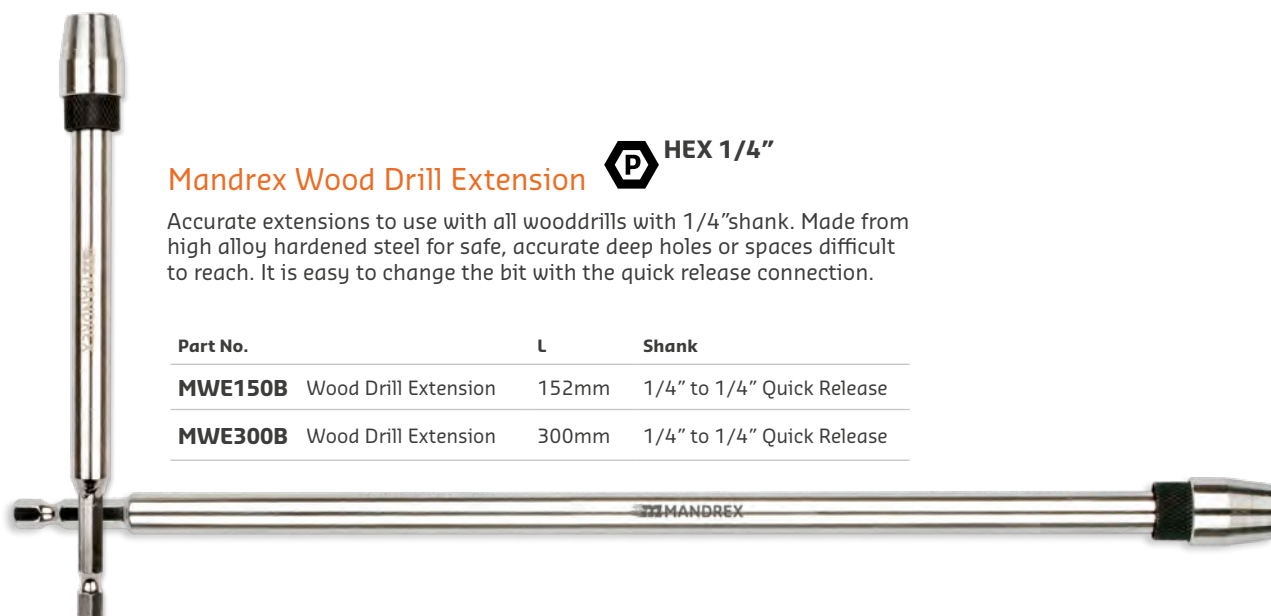 HEX 1/4”
P
Mandrex Wood Drill Extension
Accurate extensions to use with all wooddrills with 1/4”shank. Made from
high alloy hardened steel for safe, accurate deep holes or spaces difficult
to reach. It is easy to change the bit with the quick release connection.
Part No. L Shank
MWE150B Wood Drill Extension 152mm 1/4” to 1/4” Quick Release
MWE300B Wood Drill Extension 300mm 1/4” to 1/4” Quick Release
m MANDREX
MANDREX